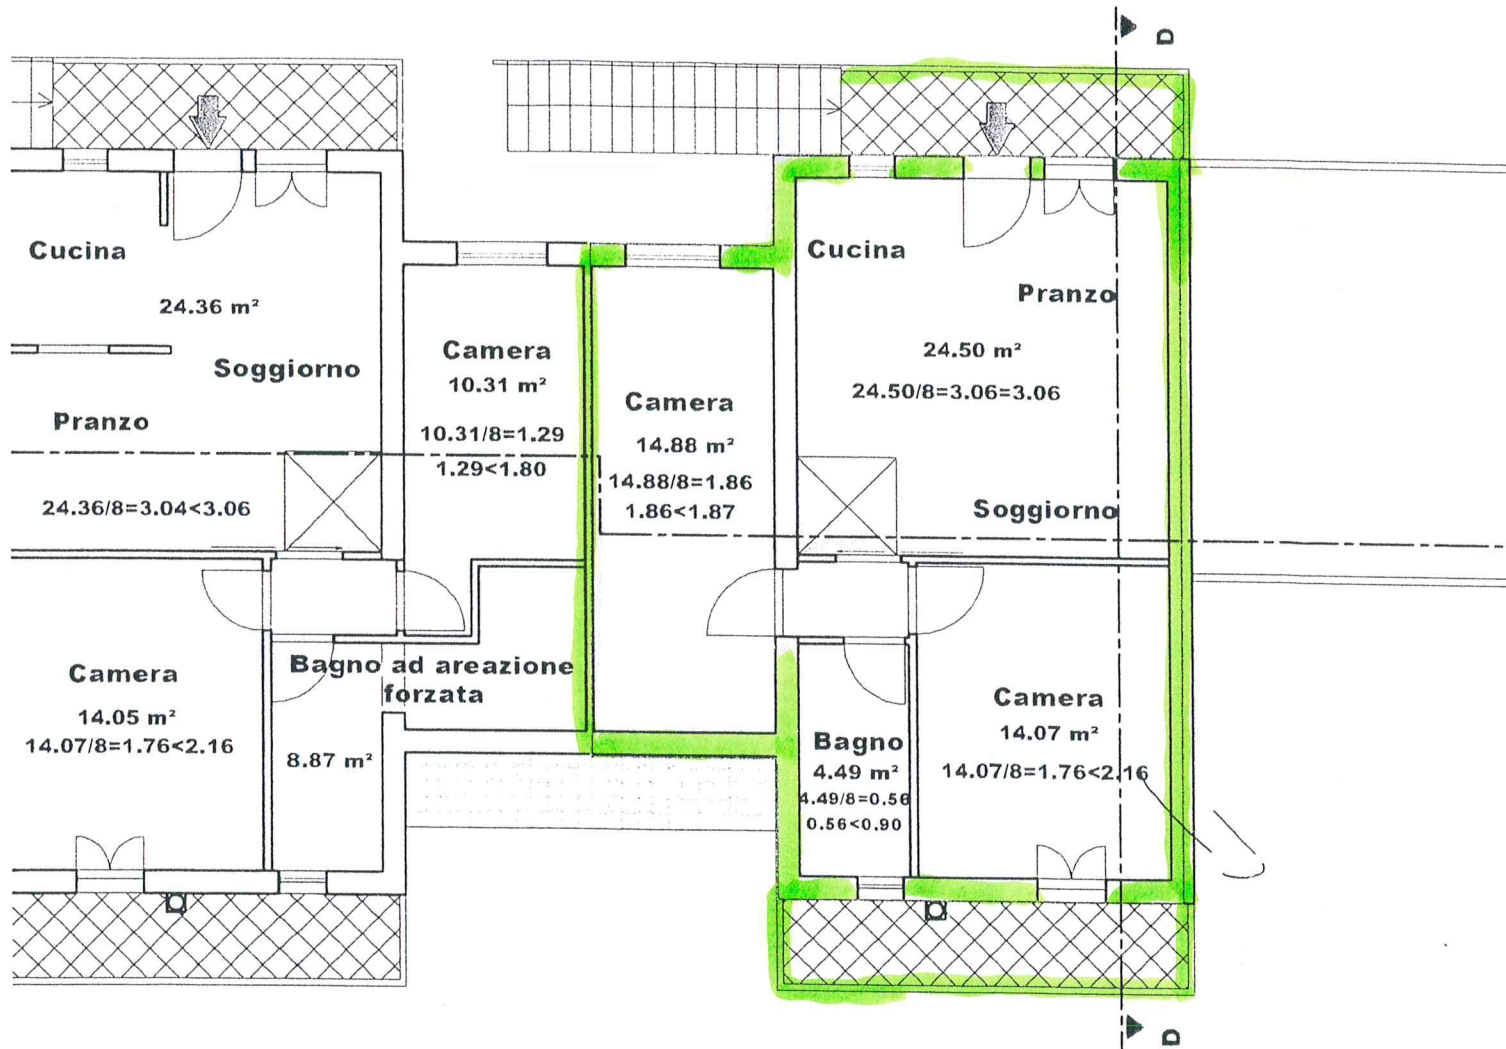 D
Cucina
24.36 m²
Soggiorno
Pranzo
24.36/8=3.04<3.06
Camera
10.31 m²
10.31/8=1.29
1.29<1.80
Camera
14.88 m²
14.88/8=1.86
1.86<1.87
Cucina
Pranzo
24.50 m²
24.50/8=3.06=3.06
Soggiorno
Camera
14.05 m²
14.07/8=1.76<2.16
Bagno ad areazione
forzata
8.87 m²
Bagno
4.49 m²
4.49/8=0.56
0.56<0.90
Camera
14.07 m²
14.07/8=1.76<2.16
D